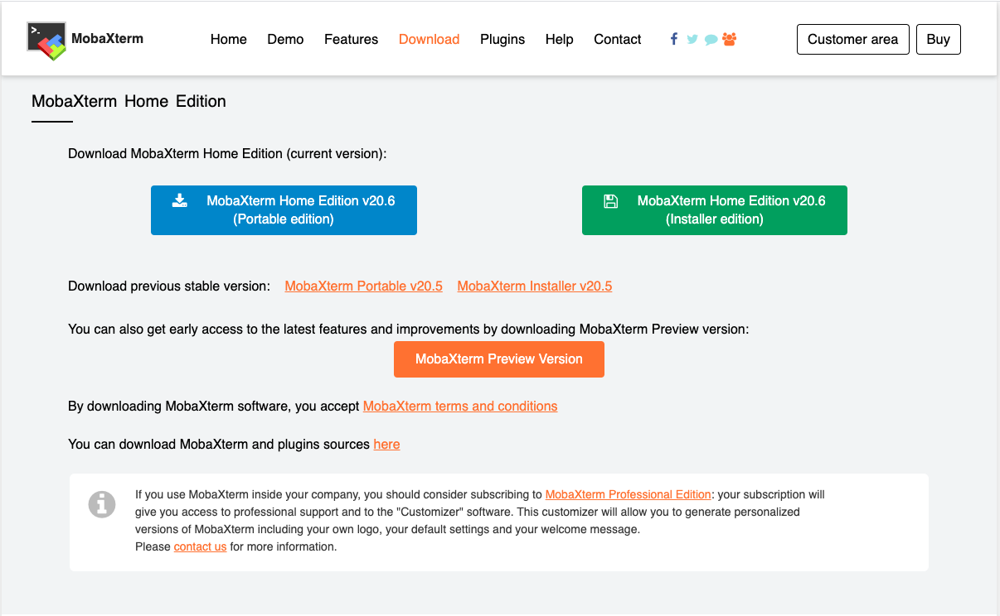 >_
MobaXterm
Home Demo Features Download Plugins Help Contact
Customer area Buy
MobaXterm Home Edition
Download MobaXterm Home Edition (current version):
MobaXterm Home Edition v20.6
(Portable edition)
MobaXterm Home Edition v20.6
(Installer edition)
Download previous stable version: MobaXterm Portable v20.5 MobaXterm Installer v20.5
You can also get early access to the latest features and improvements by downloading MobaXterm Preview version:
MobaXterm Preview Version
By downloading MobaXterm software, you accept MobaXterm terms and conditions
You can download MobaXterm and plugins sources here
If you use MobaXterm inside your company, you should consider subscribing to MobaXterm Professional Edition: your subscription will
give you access to professional support and to the "Customizer" software. This customizer will allow you to generate personalized
versions of MobaXterm including your own logo, your default settings and your welcome message.
Please contact us for more information.